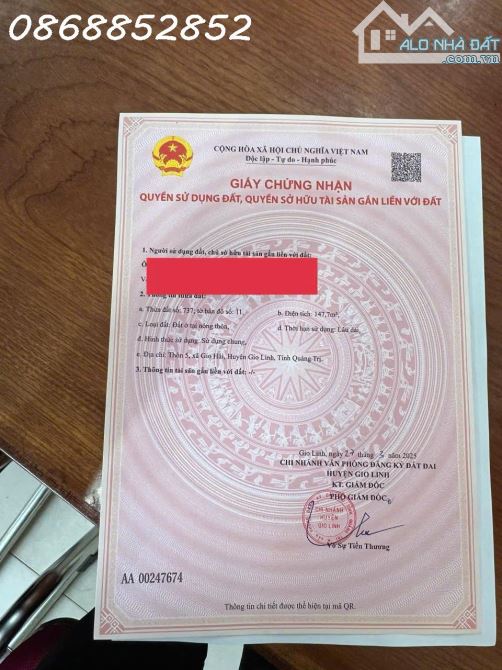 0868852852
ALO NHÀ ĐẤT
.com.vn
CỘNG HÒA XÃ HỘI CHỦ NGHĨA VIỆT NAM
Độc lập - Tự do - Hạnh phúc
GIẤY CHỨNG NHẬN
QUYỀN SỬ DỤNG ĐẤT, QUYỀN SỞ HỮU TÀI SẢN GẮN LIỀN VỚI ĐẤT
1. Người sử dụng đất, chủ sở hữu tài sản gắn liền với đất:
2. Thông tin thửa đất:
a. Thửa đất số: 737; tờ bản đồ số: 11
b. Diện tích: 147,7m²,
c. Loại đất: Đất ở tại nông thôn,
d. Thời hạn sử dụng: Lâu dài,
đ. Hình thức sử dụng: Sử dụng chung,
e. Địa chỉ: Thôn 5, xã Gio Hải, Huyện Gio Linh, Tỉnh Quảng Trị.
3. Thông tin tài sản gắn liền với đất: -/-
Gio Linh, ngày 27 tháng 3 năm 2025
CHI NHÁNH VĂN PHÒNG ĐĂNG KÝ ĐẤT ĐAI
HUYỆN GIO LINH
KT. GIÁM ĐỐC
PHÓ GIÁM ĐỐC
CHI NHÁNH
HUYỆN
GIO LINH
Võ Sự Tiến Thương
AA 00247674
Thông tin chi tiết được thể hiện tại mã QR.